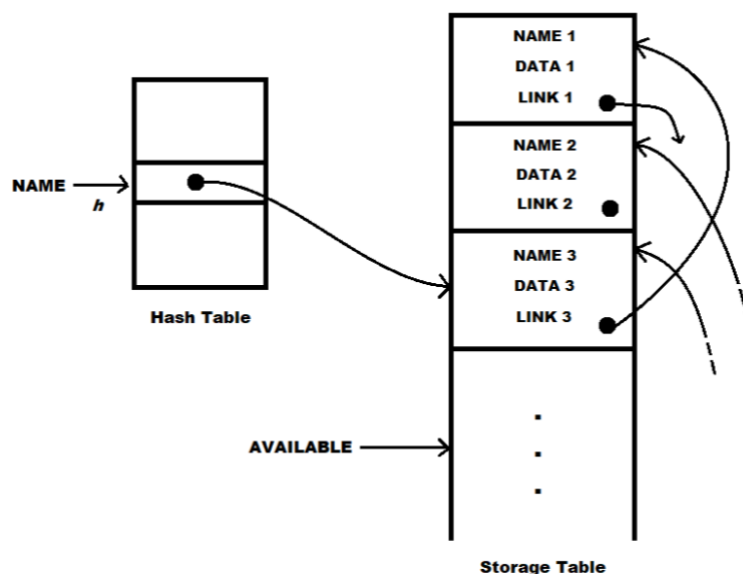 NAME
h
Hash Table
NAME 1
DATA 1
LINK 1
NAME 2
DATA 2
LINK 2
NAME 3
DATA 3
LINK 3
AVAILABLE
Storage Table